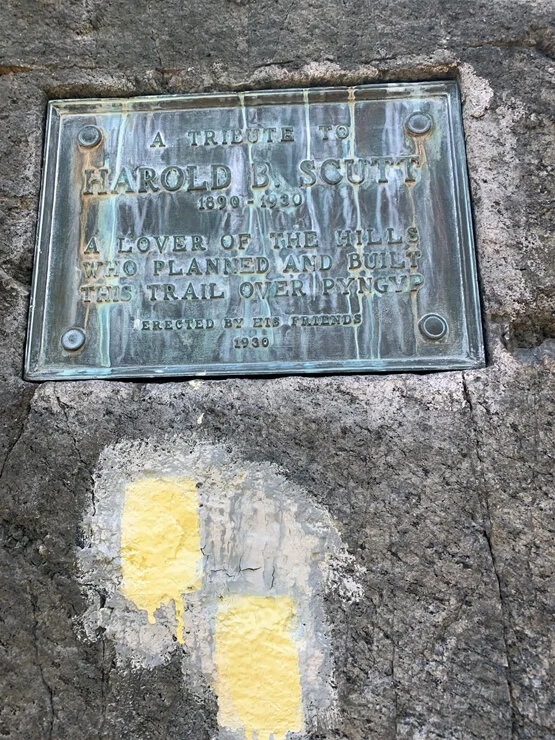 A TRIBUTE TO
HAROLD B. SCUTT
1890-1930
A LOVER OF THE HILLS
WHO PLANNED AND BUILT
THIS TRAIL OVER PYNGYP
ERECTED BY HIS FRIENDS
1930